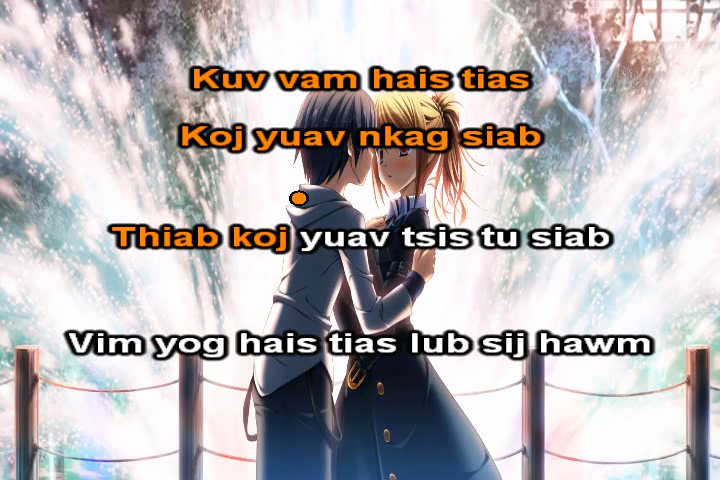 Kuv vam hais tias
Koj yuav nkag siab
Thiab koj yuav tsis tu siab
Vim yog hais tias lub sij hawm